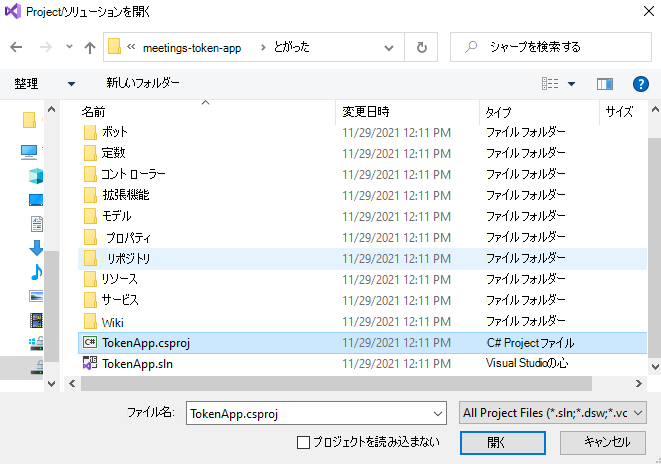 Project/ソリューションを開く
meetings-token-app とがった シャープを検索する
整理 新しいフォルダー
名前 変更日時 タイプ サイズ
ボット 11/29/2021 12:11 PM ファイル フォルダー
定数 11/29/2021 12:11 PM ファイル フォルダー
コントローラー 11/29/2021 12:11 PM ファイル フォルダー
拡張機能 11/29/2021 12:11 PM ファイル フォルダー
モデル 11/29/2021 12:11 PM ファイル フォルダー
プロパティ 11/29/2021 12:11 PM ファイル フォルダー
リポジトリ 11/29/2021 12:11 PM ファイル フォルダー
リソース 11/29/2021 12:11 PM ファイル フォルダー
サービス 11/29/2021 12:11 PM ファイル フォルダー
Wiki 11/29/2021 12:11 PM ファイル フォルダー
TokenApp.csproj 11/29/2021 12:11 PM C# Projectファイル
TokenApp.sln 11/29/2021 12:11 PM Visual Studioの心
ファイル名: TokenApp.csproj All Project Files (*.sln;*.dsw;*.vc
プロジェクトを読み込まない 開く キャンセル